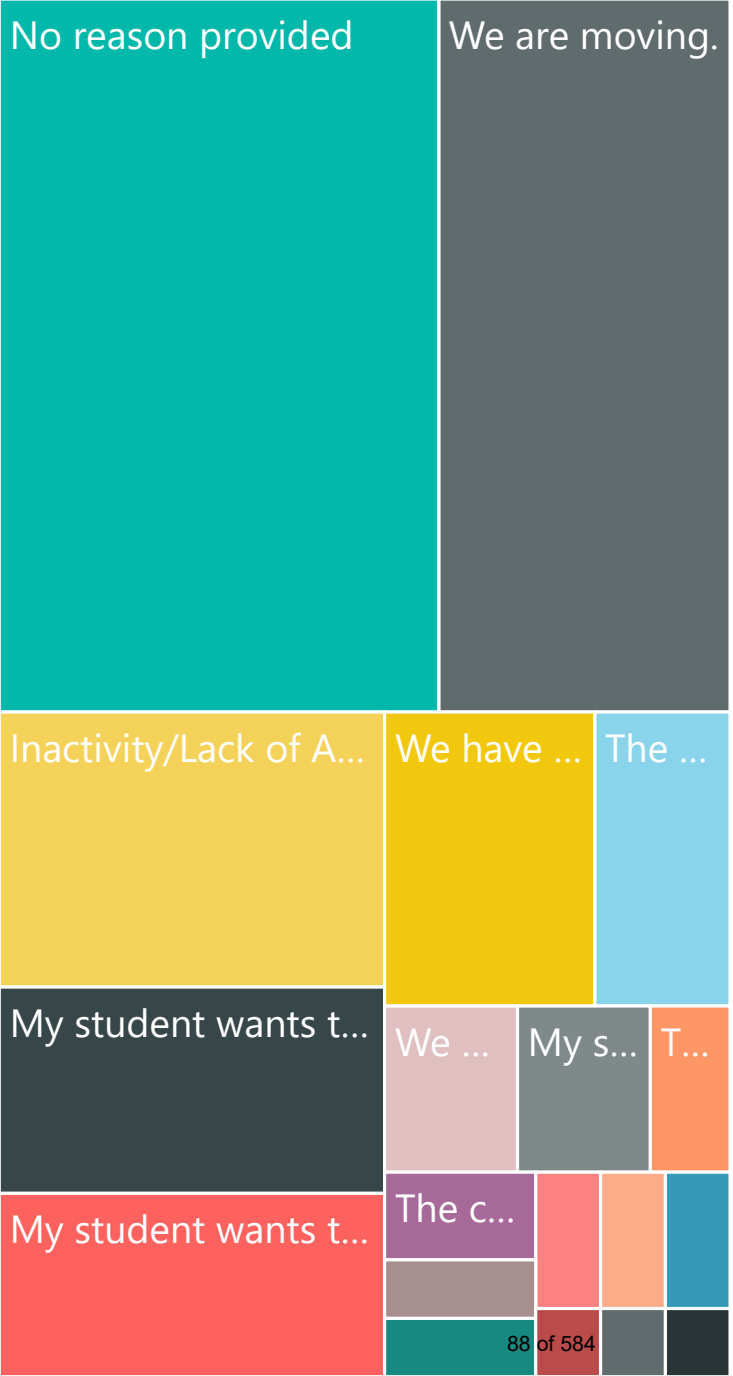 No reason provided
We are moving.
Inactivity/Lack of A...
We have ...
The ...
My student wants t...
We ...
My s...
T...
My student wants t...
The c...
88 of 584